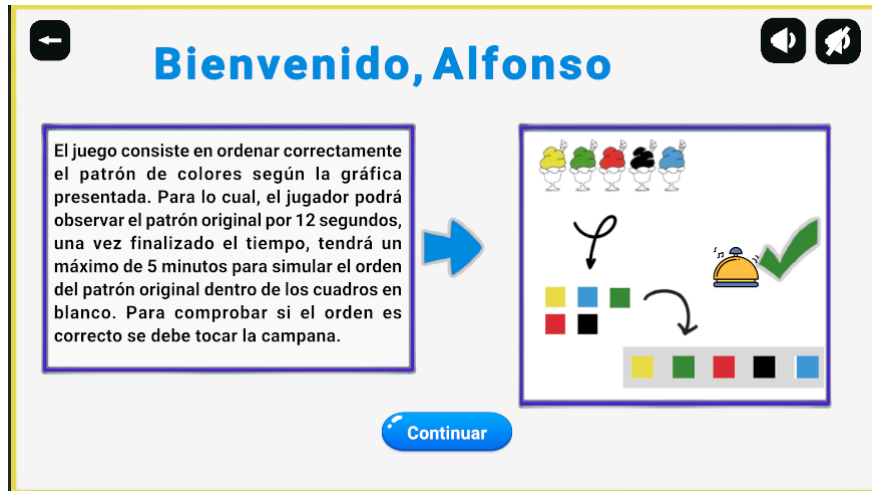 Bienvenido, Alfonso
El juego consiste en ordenar correctamente
el patrón de colores según la gráfica
presentada. Para lo cual, el jugador podrá
observar el patrón original por 12 segundos,
una vez finalizado el tiempo, tendrá un
máximo de 5 minutos para simular el orden
del patrón original dentro de los cuadros en
blanco. Para comprobar si el orden es
correcto se debe tocar la campana.
Continuar